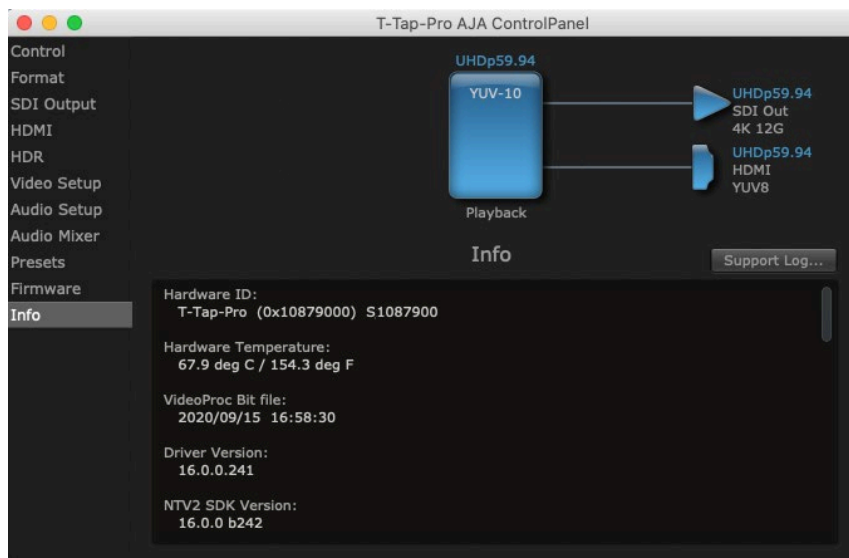 T-Tap-Pro AJA ControlPanel
Control
Format
SDI Output
HDMI
HDR
Video Setup
Audio Setup
Audio Mixer
Presets
Firmware
Info
UHDp59.94
YUV-10
Playback
UHDp59.94
SDI Out
4K 12G
UHDp59.94
HDMI
YUV8
Info
Support Log...
Hardware ID:
T-Tap-Pro (0x10879000) S1087900
Hardware Temperature:
67.9 deg C / 154.3 deg F
VideoProc Bit file:
2020/09/15 16:58:30
Driver Version:
16.0.0.241
NTV2 SDK Version:
16.0.0 b242